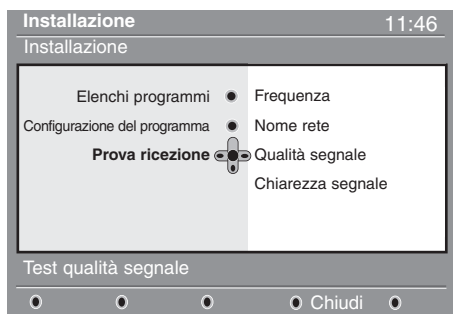 Installazione 11:46
Installazione
Elenchi programmi
Configurazione del programma
Prova ricezione
Frequenza
Nome rete
Qualità segnale
Chiarezza segnale
Test qualità segnale
Chiudi